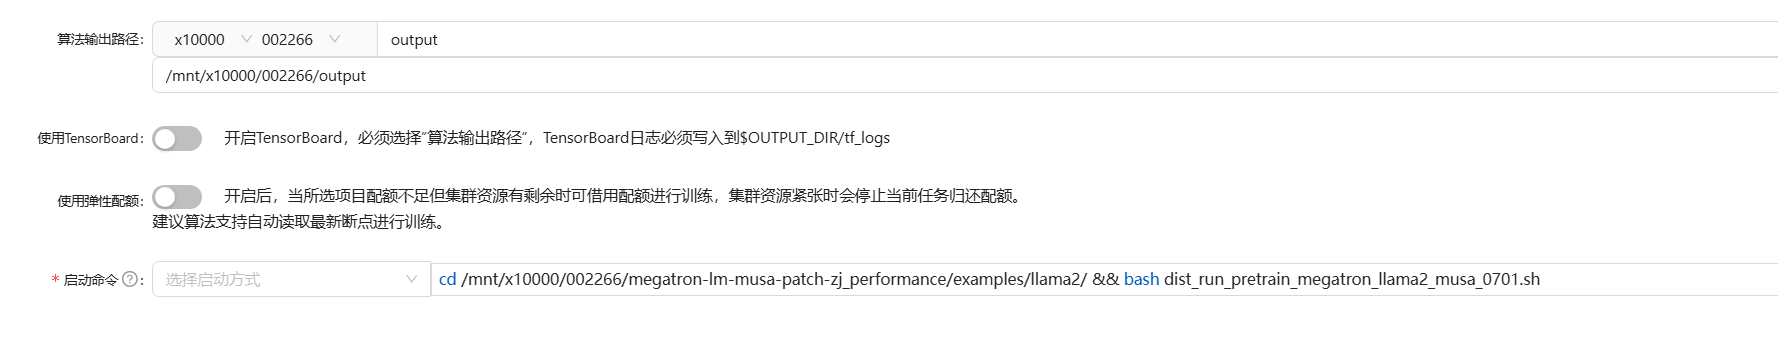 算法输出路径： x10000 002266 output
/mnt/x10000/002266/output
使用TensorBoard： 开启TensorBoard，必须选择“算法输出路径”，TensorBoard日志必须写入到$OUTPUT_DIR/tf_logs
使用弹性配额： 开启后，当所选项目配额不足但集群资源有剩余时可借用配额进行训练，集群资源紧张时会停止当前任务归还配额。
建议算法支持自动读取最新断点进行训练。
* 启动命令 ?： 选择启动方式 cd /mnt/x10000/002266/megatron-lm-musa-patch-zj_performance/examples/llama2/ && bash dist_run_pretrain_megatron_llama2_musa_0701.sh